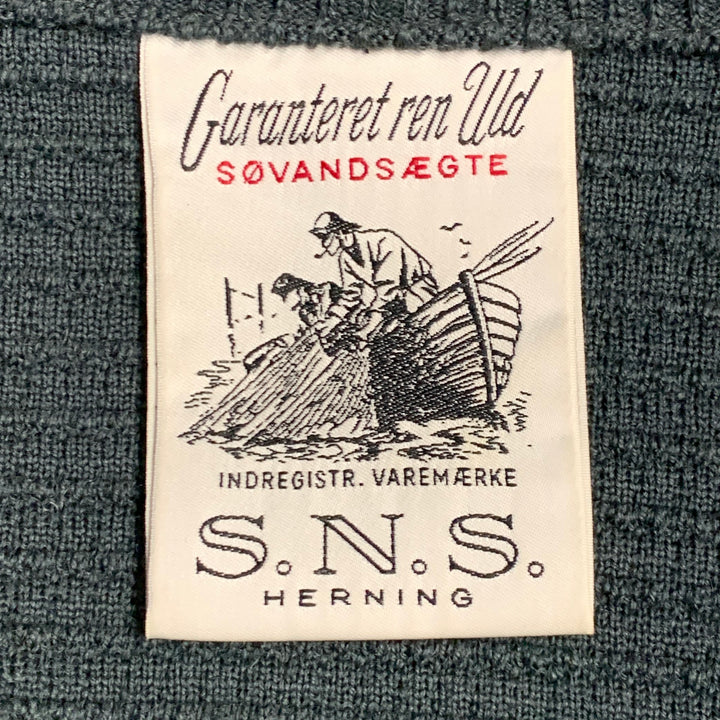 Garanteret ren Uld
SØVANDSÆGTE
INDREGISTR. VAREMÆRKE
S.N.S.
HERNING